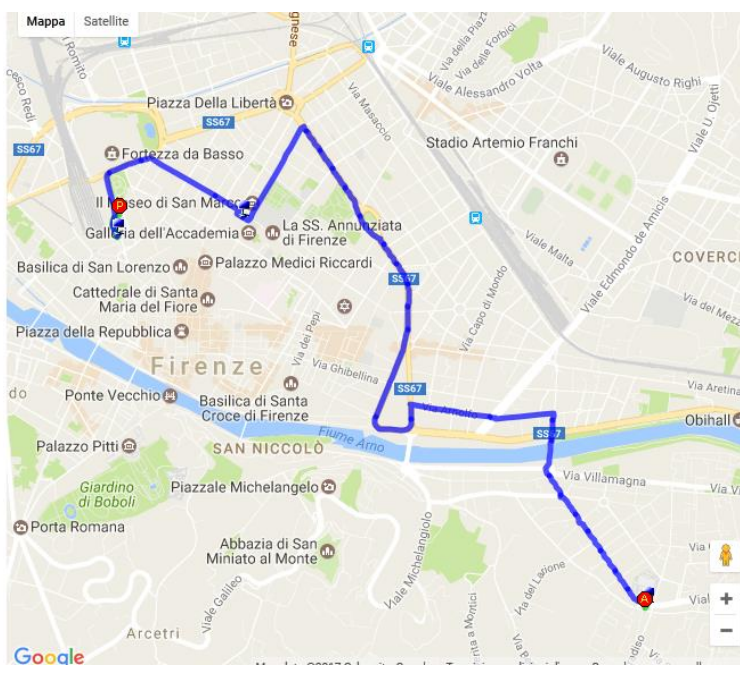 Mappa
Satellite
Viale Alessandro Volta
Viale Augusto Righi
Via delle Forbici
Via Masaccio
Piazza Della Libertà
SS67
Stadio Artemio Franchi
Viale U. Ojetti
SS67
Fortezza da Basso
Il Museo di San Marco
Galleria dell'Accademia
La SS. Annunziata
di Firenze
Viale Malta
Viale Edmondo de Amicis
COVERCI
Basilica di San Lorenzo
Palazzo Medici Riccardi
SS67
Cattedrale di Santa
Maria del Fiore
Via Capo di Mondo
Via del Mez
Piazza della Repubblica
Via dei Pepi
Firenze
Via Ghibellina
SS67
Via Aretina
do
Ponte Vecchio
Basilica di Santa
Croce di Firenze
Via Arnolfo
Obihall
Fiume Arno
SS67
Palazzo Pitti
SAN NICCOLÒ
Giardino
di Boboli
Piazzale Michelangelo
Via Villamagna
Porta Romana
Abbazia di San
Miniato al Monte
Viale Michelangiolo
Viale Galileo
P
A
Arcetri
+
−
Google